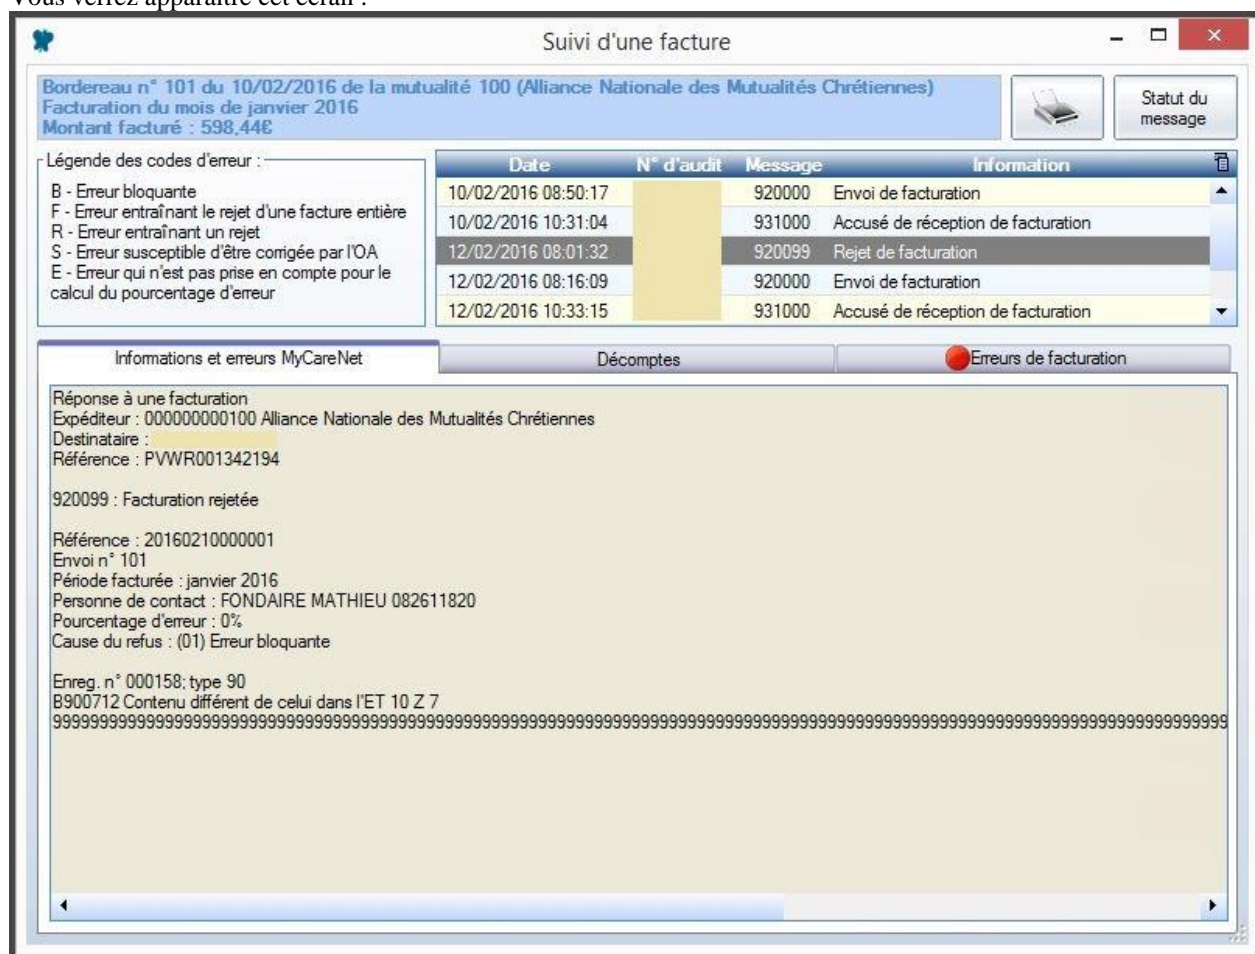 Vous verrez apparaître cet écran :
Suivi d'une facture
Bordereau n° 101 du 10/02/2016 de la mutualité 100 (Alliance Nationale des Mutualités Chrétiennes)
Facturation du mois de janvier 2016
Montant facturé : 598,44€
Statut du
message
Légende des codes d'erreur :
B - Erreur bloquante
F - Erreur entraînant le rejet d'une facture entière
R - Erreur entraînant un rejet
S - Erreur susceptible d'être corrigée par l'OA
E - Erreur qui n'est pas prise en compte pour le
calcul du pourcentage d'erreur
Date N° d'audit Message Information
10/02/2016 08:50:17 920000 Envoi de facturation
10/02/2016 10:31:04 931000 Accusé de réception de facturation
12/02/2016 08:01:32 920099 Rejet de facturation
12/02/2016 08:16:09 920000 Envoi de facturation
12/02/2016 10:33:15 931000 Accusé de réception de facturation
Informations et erreurs MyCareNet Décomptes Erreurs de facturation
Réponse à une facturation
Expéditeur : 000000000100 Alliance Nationale des Mutualités Chrétiennes
Destinataire :
Référence : PVWR001342194
920099 : Facturation rejetée
Référence : 20160210000001
Envoi n° 101
Période facturée : janvier 2016
Personne de contact : FONDAIRE MATHIEU 082611820
Pourcentage d'erreur : 0%
Cause du refus : (01) Erreur bloquante
Enreg. n° 000158; type 90
B900712 Contenu différent de celui dans l'ET 10 Z 7